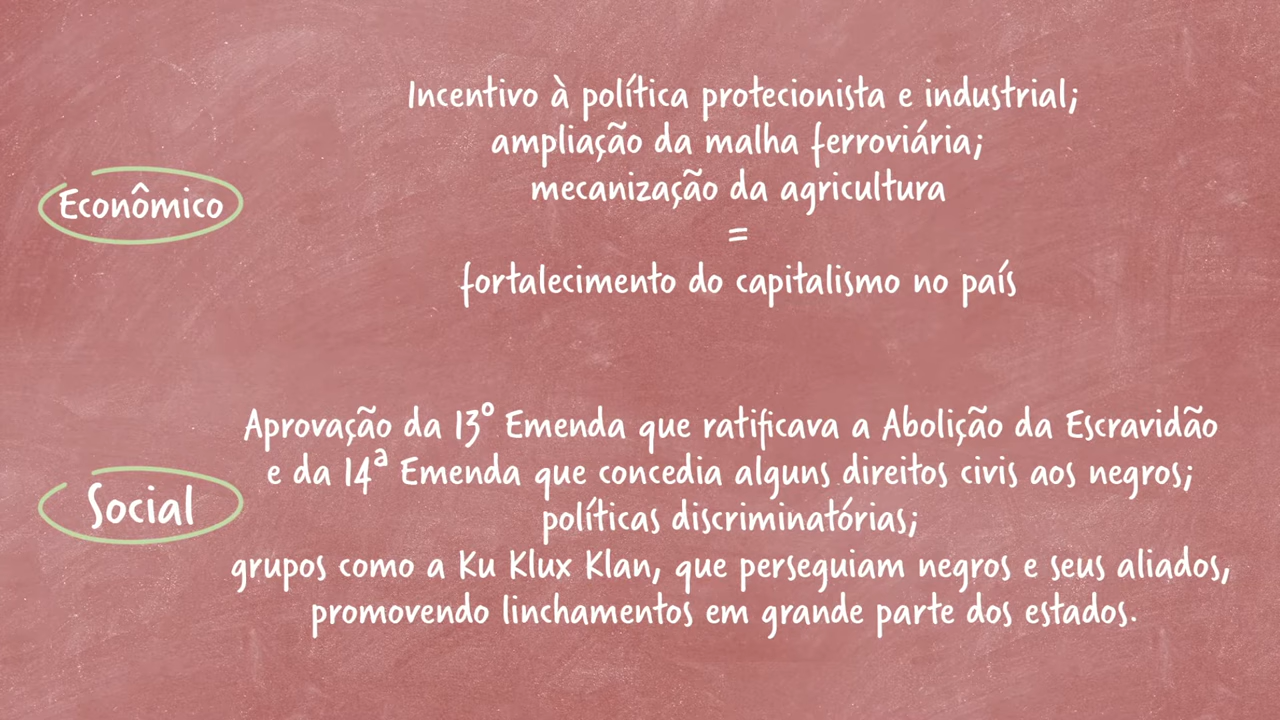 Econômico
Incentivo à política protecionista e industrial;
ampliação da malha ferroviária;
mecanização da agricultura
=
fortalecimento do capitalismo no país
Social
Aprovação da 13º Emenda que ratificava a Abolição da Escravidão
e da 14ª Emenda que concedia alguns direitos civis aos negros;
políticas discriminatórias;
grupos como a Ku Klux Klan, que perseguiam negros e seus aliados,
promovendo linchamentos em grande parte dos estados.